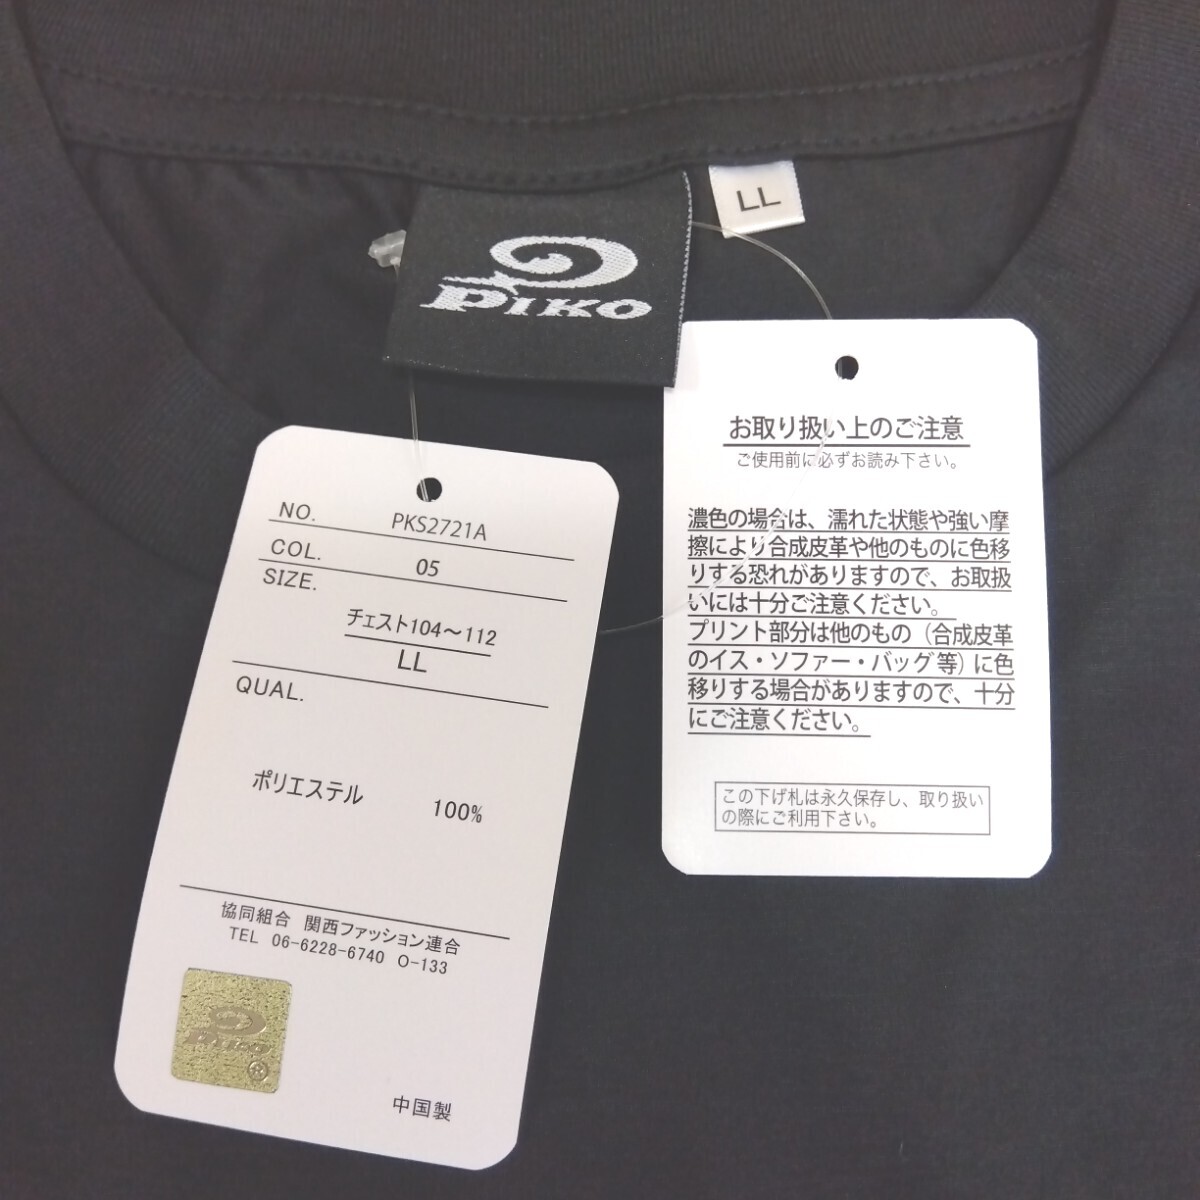 LL
PIKO
NO. PKS2721A
COL. 05
SIZE.
チェスト104～112
LL
QUAL.
ポリエステル 100%
協同組合 関西ファッション連合
TEL 06-6228-6740 O-133
PIKO
®
中国製
お取り扱い上のご注意
ご使用前に必ずお読み下さい。
濃色の場合は、濡れた状態や強い摩
擦により合成皮革や他のものに色移
りする恐れがありますので、お取扱
いには十分ご注意ください。
プリント部分は他のもの（合成皮革
のイス・ソファー・バッグ等）に色
移りする場合がありますので、十分
にご注意ください。
この下げ札は永久保存し、取り扱い
の際にご利用下さい。